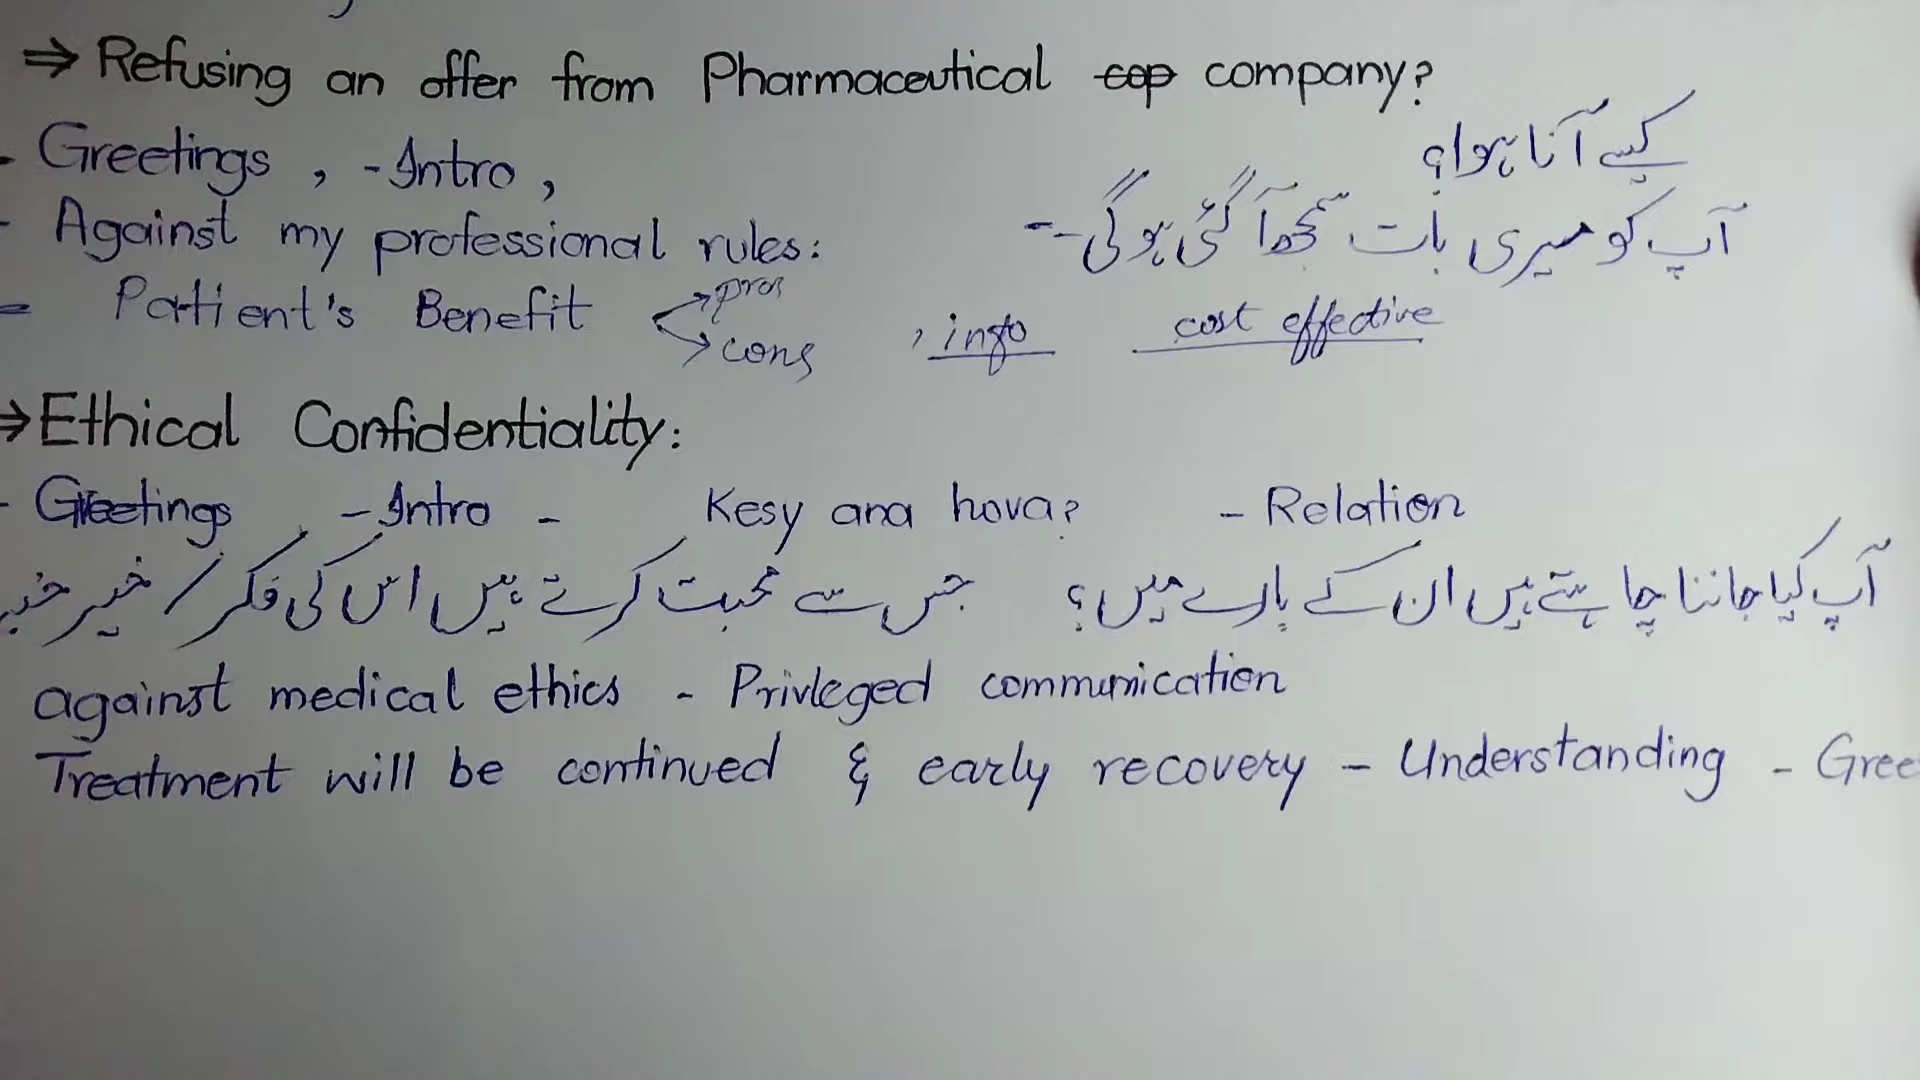 ⇒ Refusing an offer from Pharmaceutical cop company?
- Greetings, - Intro, کیسے آنا ہوا؟
- Against my professional rules: آپ کو میری بات سمجھ آ گئی ہو گی --
= Patient's Benefit → pros → cons , info cost effective
⇒ Ethical Confidentiality:
- Greetings - Intro - Kesy ana hova? - Relation
آپ کیا جاننا چاہتے ہیں ان کے بارے میں؟ جس سے محبت کرتے ہیں اس کی فکر / خیر خبر
against medical ethics - Privleged communication
Treatment will be continued & early recovery - Understanding - Gree